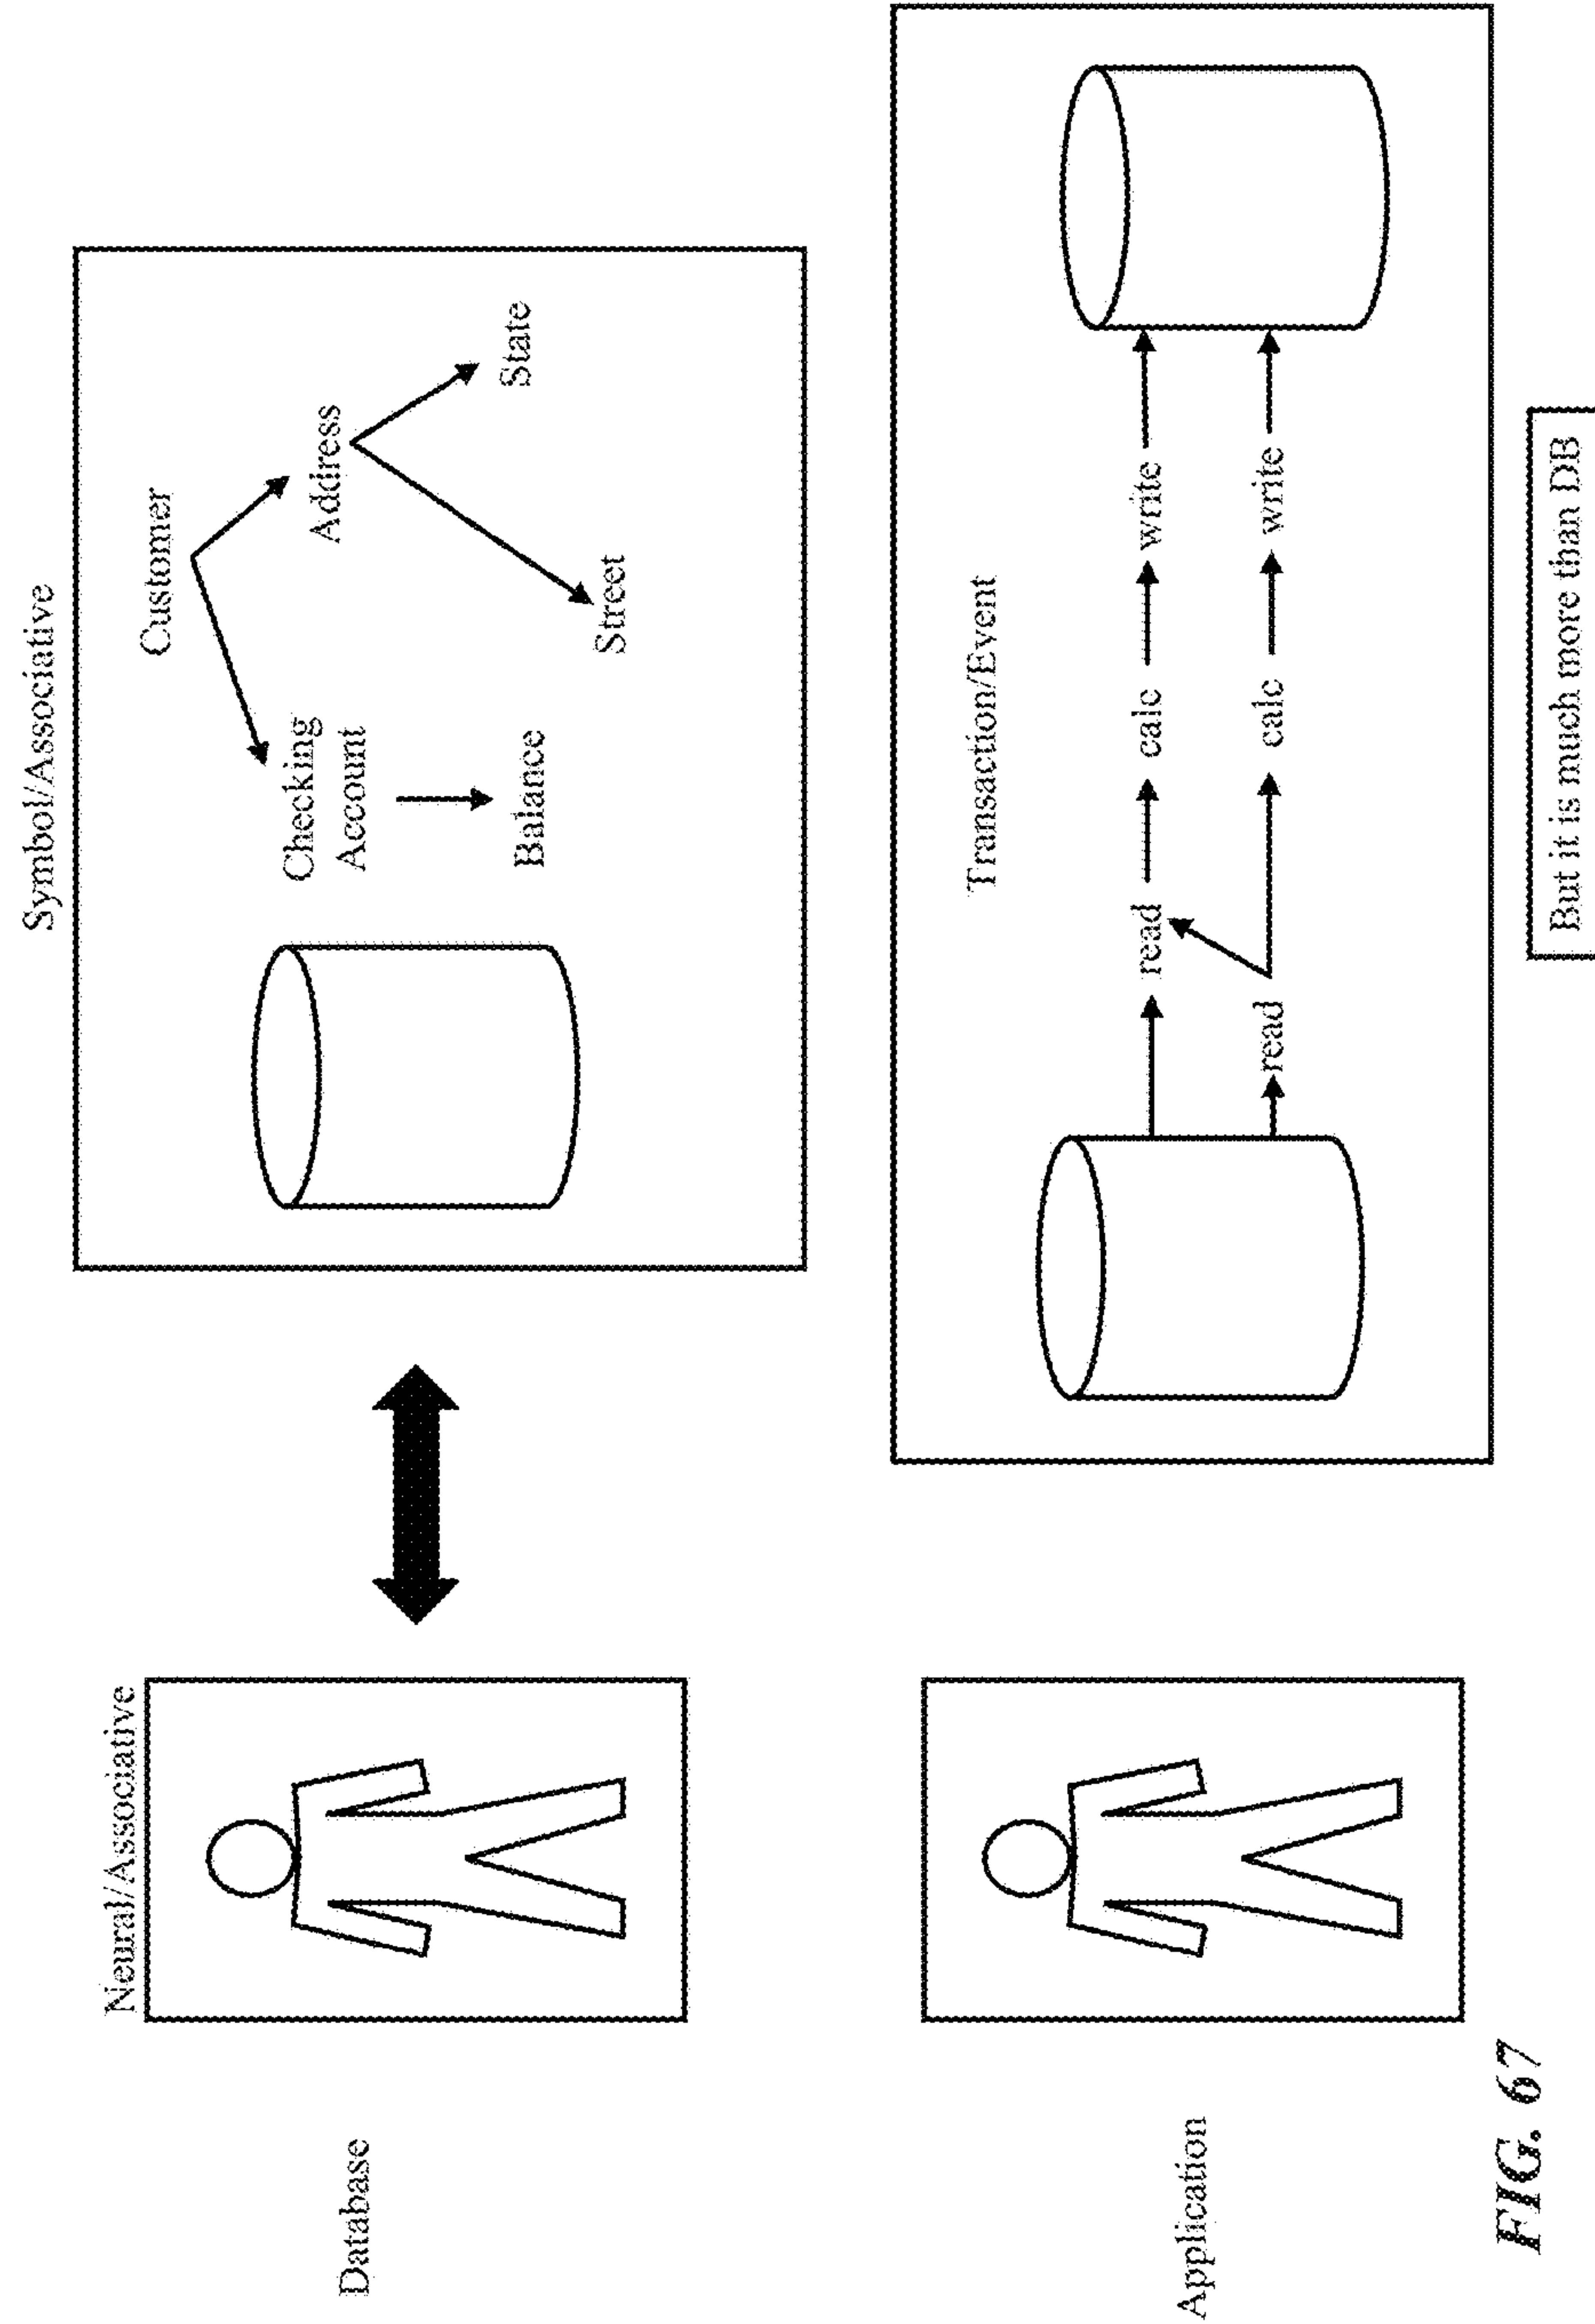 Neural/Associative
Symbol/Associative
Database
Customer
Checking
Account
Address
Balance
Street
State
Application
Transaction/Event
read
calc
write
read
calc
write
But it is much more than DB
FIG. 67